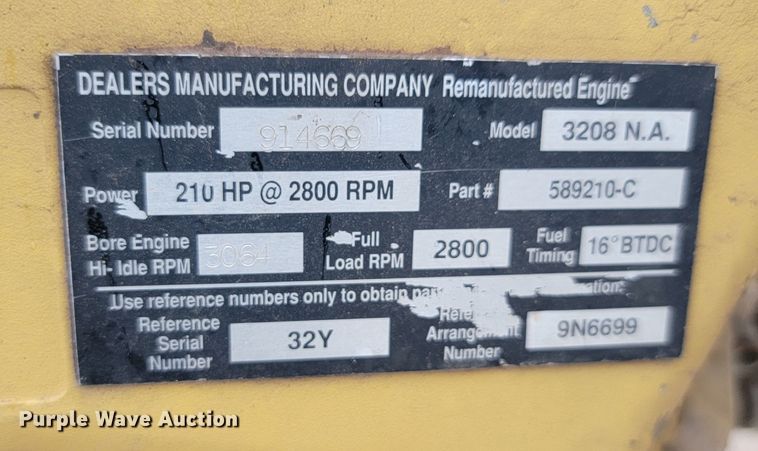 DEALERS MANUFACTURING COMPANY Remanufactured Engine
Serial Number 914669 Model 3208 N.A.
Power 210 HP @ 2800 RPM Part # 589210-C
Bore Engine Hi-Idle RPM 3064 Full Load RPM 2800 Fuel Timing 16° BTDC
Use reference numbers only to obtain
Reference Serial Number 32Y Arrangement Number 9N6699
Purple Wave Auction